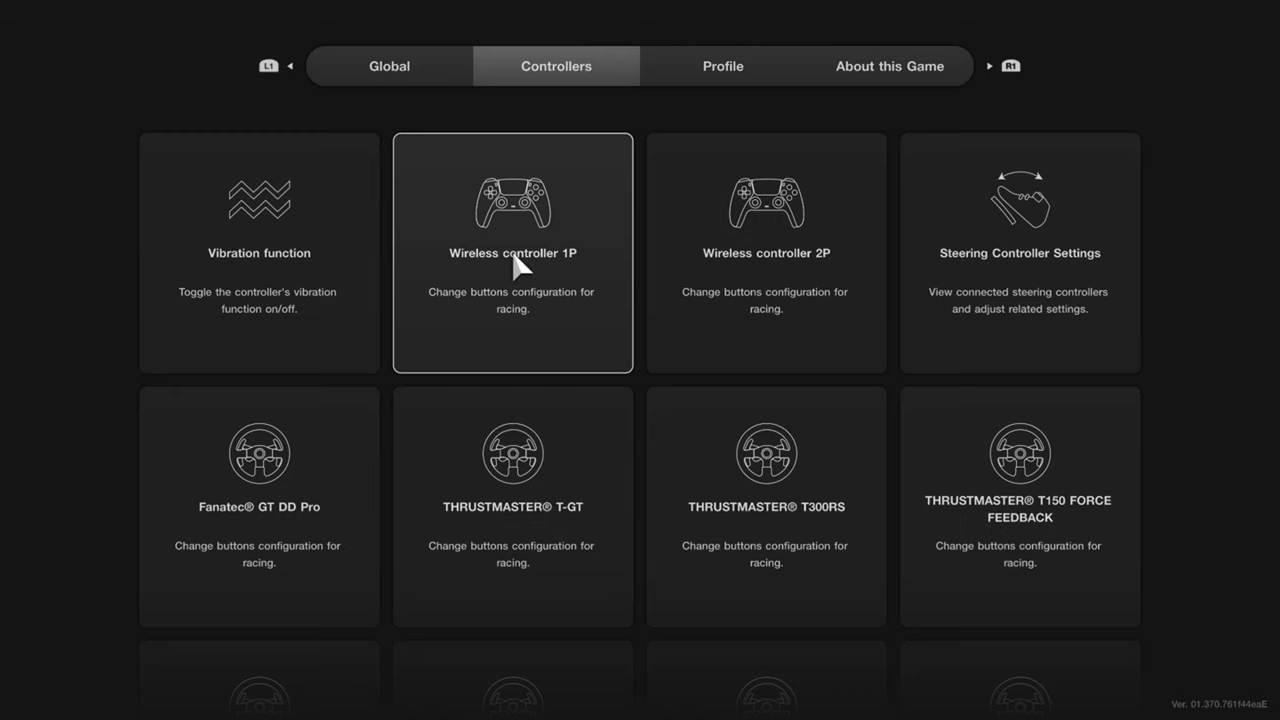 L1 Global Controllers Profile About this Game R1
Vibration function
Toggle the controller's vibration
function on/off.
Wireless controller 1P
Change buttons configuration for
racing.
Wireless controller 2P
Change buttons configuration for
racing.
Steering Controller Settings
View connected steering controllers
and adjust related settings.
Fanatec® GT DD Pro
Change buttons configuration for
racing.
THRUSTMASTER® T-GT
Change buttons configuration for
racing.
THRUSTMASTER® T300RS
Change buttons configuration for
racing.
THRUSTMASTER® T150 FORCE
FEEDBACK
Change buttons configuration for
racing.
Ver. 01.370.761f44eaE